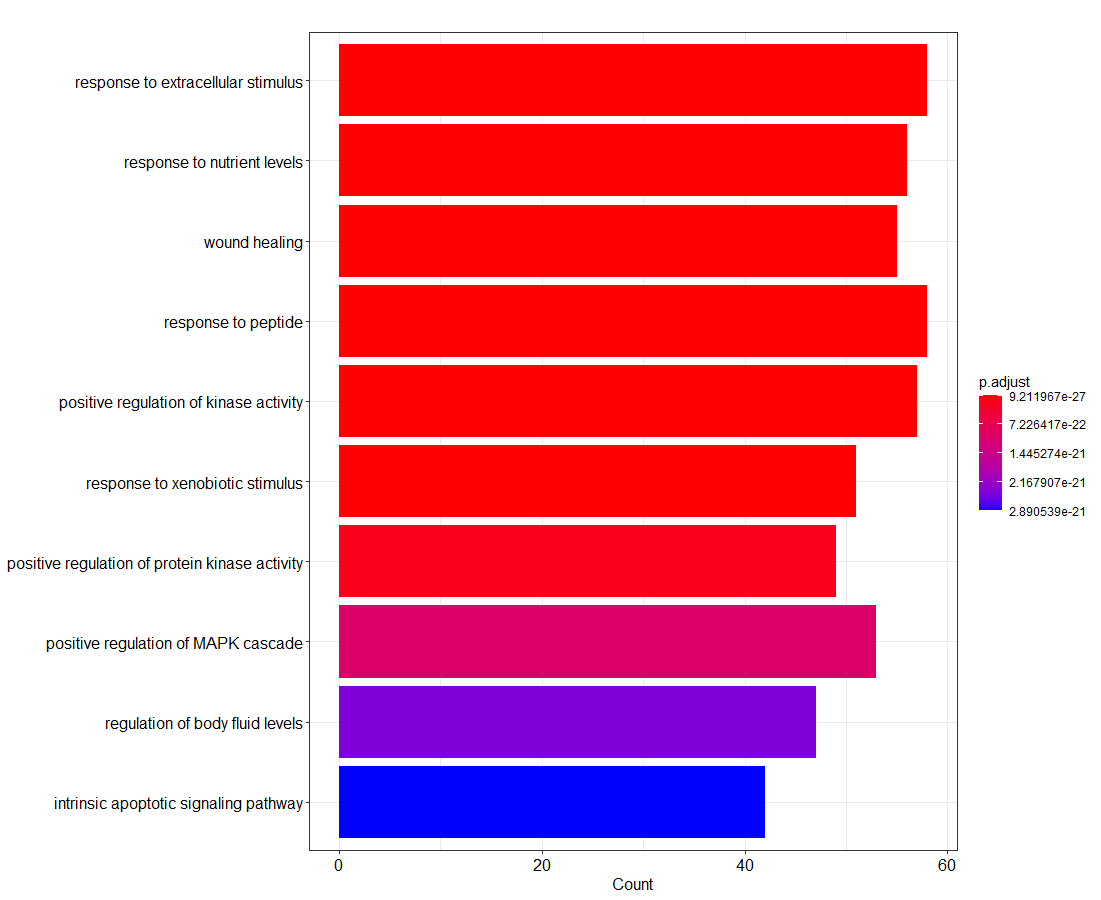 response to extracellular stimulus
response to nutrient levels
wound healing
response to peptide
positive regulation of kinase activity
response to xenobiotic stimulus
positive regulation of protein kinase activity
positive regulation of MAPK cascade
regulation of body fluid levels
intrinsic apoptotic signaling pathway
0 20 40 60
Count
p.adjust
9.211967e-27
7.226417e-22
1.445274e-21
2.167907e-21
2.890539e-21